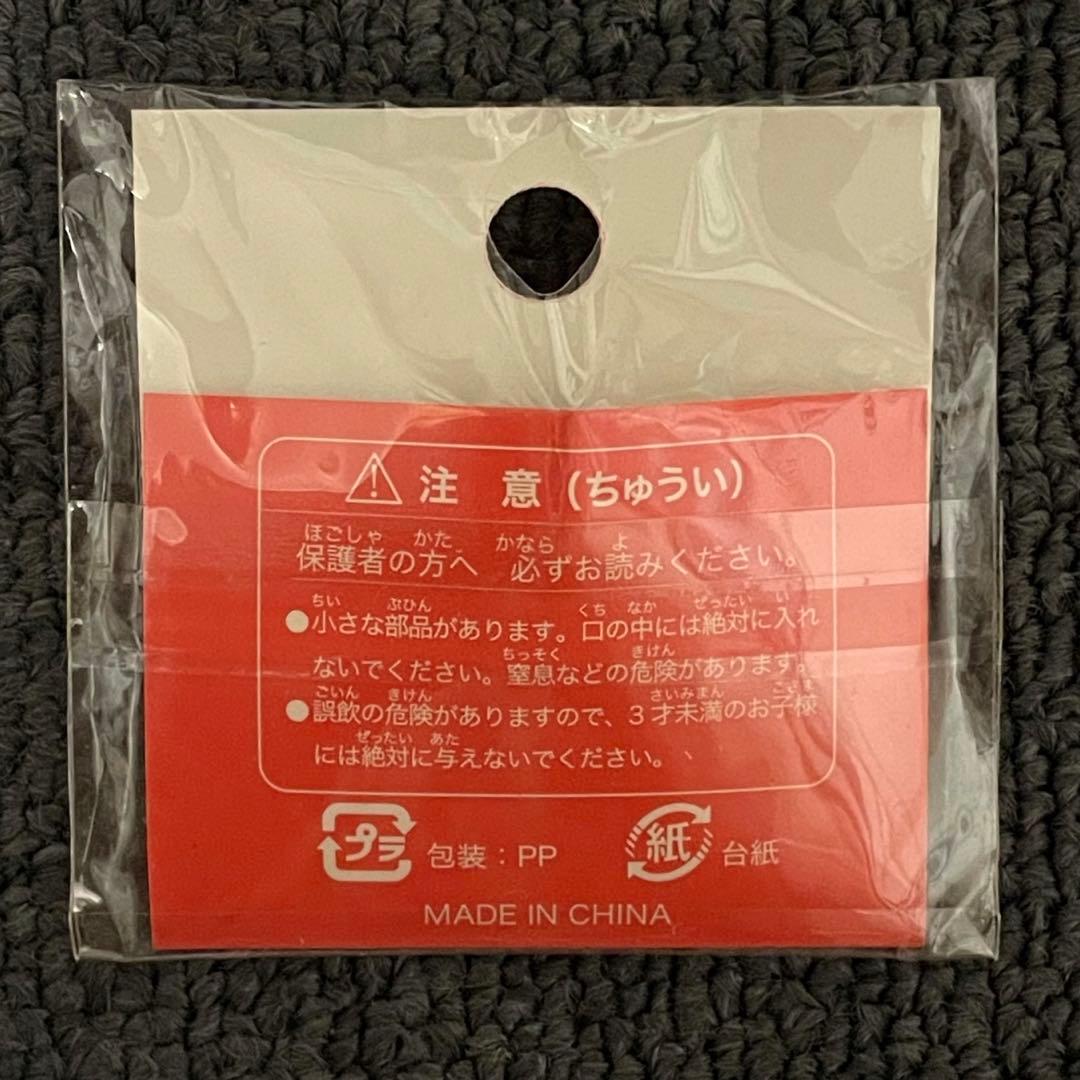 注 意 (ちゅうい)
ほごしゃ かた かなら よ
保護者の方へ 必ずお読みください。
ちい ぶひん くち なか ぜったい い
●小さな部品があります。口の中には絶対に入れ
ちっそく きけん
ないでください。窒息などの危険があります。
ごいん きけん さいみまん こさま
●誤飲の危険がありますので、3才未満のお子様
ぜったい あた
には絶対に与えないでください。
プラ 包装：PP 紙 台紙
MADE IN CHINA